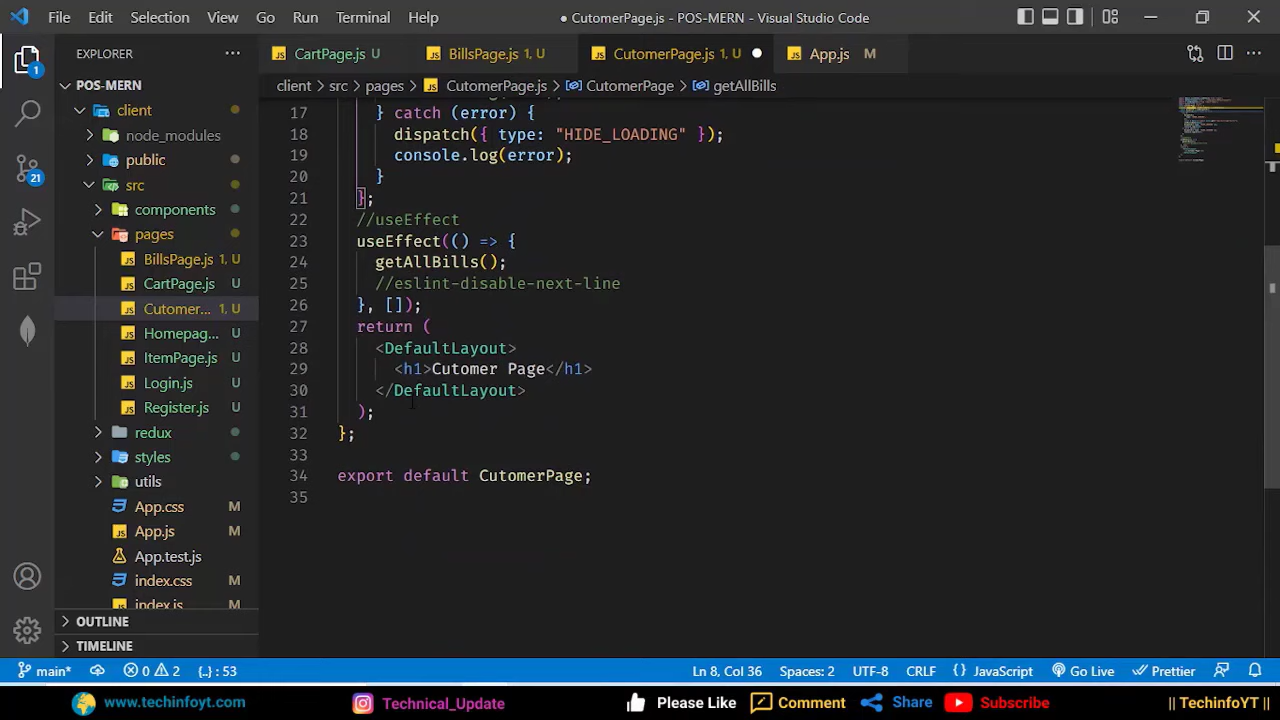 File Edit Selection View Go Run Terminal Help ● CutomerPage.js - POS-MERN - Visual Studio Code
EXPLORER ...
CartPage.js U BillsPage.js 1, U CutomerPage.js 1, U ● App.js M
POS-MERN
client > src > pages > CutomerPage.js > CutomerPage > getAllBills
client
node_modules
public
src
components
pages
BillsPage.js 1, U
CartPage.js U
Cutomer... 1, U
Homepag... U
ItemPage.js U
Login.js U
Register.js U
redux
styles
utils
App.css M
App.js M
App.test.js
index.css M
index.js M
OUTLINE
TIMELINE
17 } catch (error) {
18 dispatch({ type: "HIDE_LOADING" });
19 console.log(error);
20 }
21 };
22 //useEffect
23 useEffect(() => {
24 getAllBills();
25 //eslint-disable-next-line
26 }, []);
27 return (
28 <DefaultLayout>
29 <h1>Cutomer Page</h1>
30 </DefaultLayout>
31 );
32 };
33
34 export default CutomerPage;
35
1
21
main* 0 2 {..} : 53 Ln 8, Col 36 Spaces: 2 UTF-8 CRLF {} JavaScript Go Live Prettier
www.techinfoyt.com Technical_Update Please Like Comment Share Subscribe || TechinfoYT ||